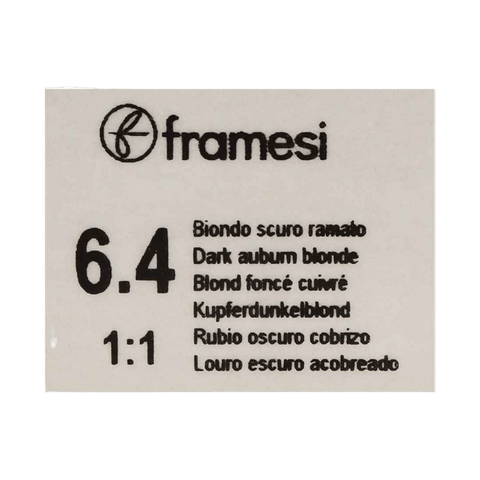 framesi
6.4
Biondo scuro ramato
Dark auburn blonde
Blond foncé cuivré
Kupferdunkelblond
1:1
Rubio oscuro cobrizo
Louro escuro acobreado